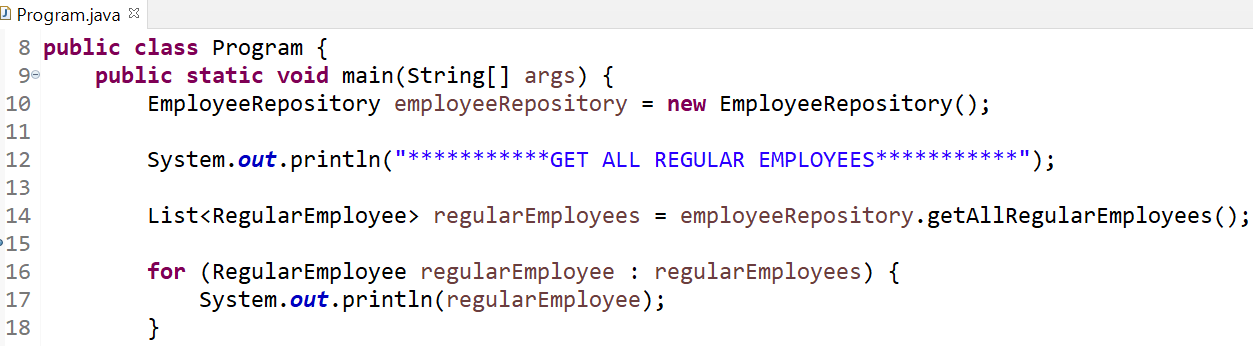 Program.java
8 public class Program {
9 public static void main(String[] args) {
10 EmployeeRepository employeeRepository = new EmployeeRepository();
11
12 System.out.println("***********GET ALL REGULAR EMPLOYEES***********");
13
14 List<RegularEmployee> regularEmployees = employeeRepository.getAllRegularEmployees();
15
16 for (RegularEmployee regularEmployee : regularEmployees) {
17 System.out.println(regularEmployee);
18 }